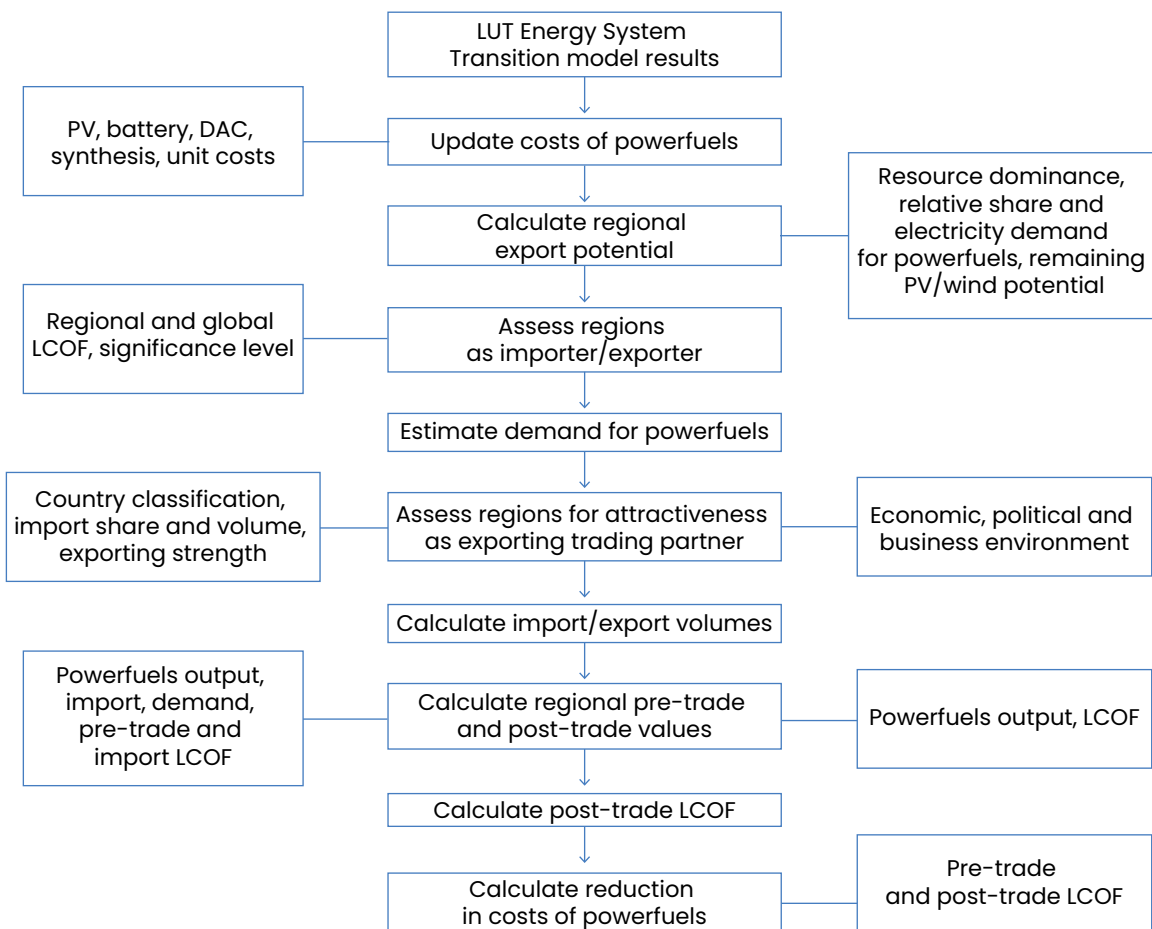 LUT Energy System
Transition model results
PV, battery, DAC,
synthesis, unit costs
Update costs of powerfuels
Resource dominance,
relative share and
electricity demand
for powerfuels, remaining
PV/wind potential
Calculate regional
export potential
Regional and global
LCOF, significance level
Assess regions
as importer/exporter
Estimate demand for powerfuels
Country classification,
import share and volume,
exporting strength
Assess regions for attractiveness
as exporting trading partner
Economic, political and
business environment
Calculate import/export volumes
Powerfuels output,
import, demand,
pre-trade and
import LCOF
Calculate regional pre-trade
and post-trade values
Powerfuels output, LCOF
Calculate post-trade LCOF
Calculate reduction
in costs of powerfuels
Pre-trade
and post-trade LCOF